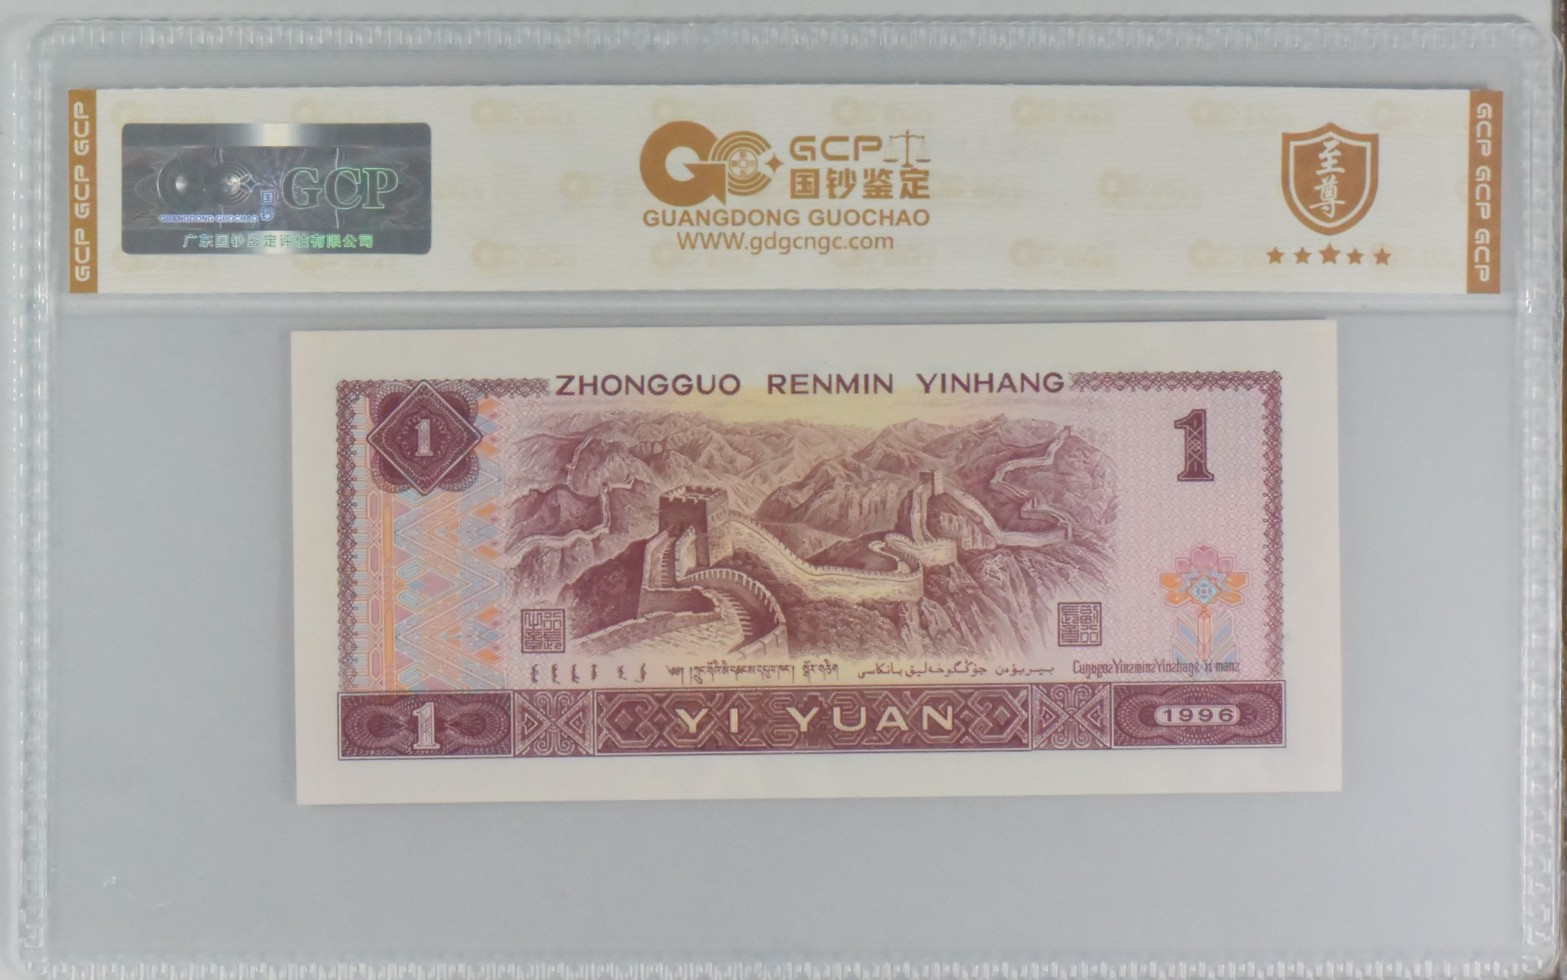 GCP GCP GCP
GCP
GUANGDONG GUOCHAO
广东国钞鉴定评估有限公司
GCP
国钞鉴定
GUANGDONG GUOCHAO
WWW.gdgcngc.com
至尊
GCP GCP GCP
ZHONGGUO RENMIN YINHANG
1
1
1
YI YUAN
1996